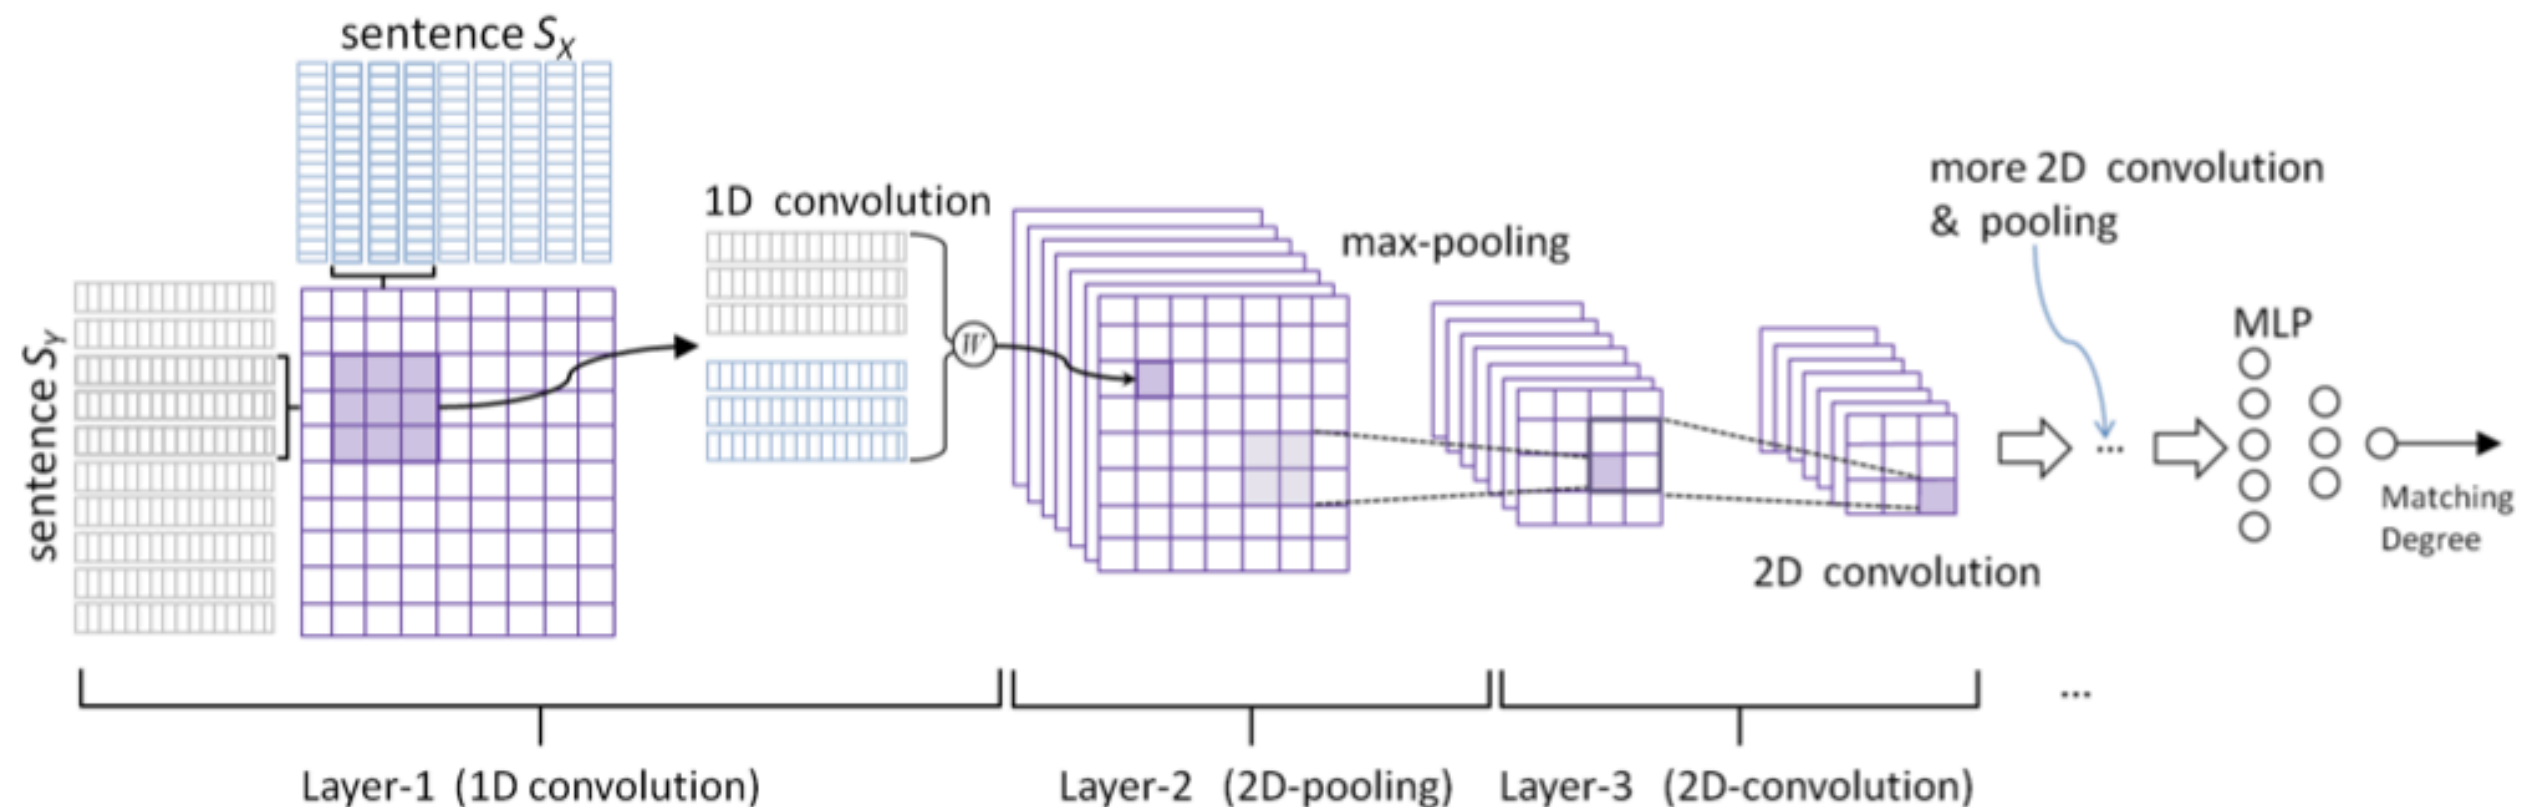 sentence S_X
sentence S_Y
1D convolution
W
max-pooling
more 2D convolution
& pooling
...
MLP
Matching
Degree
2D convolution
...
Layer-1 (1D convolution)
Layer-2 (2D-pooling)
Layer-3 (2D-convolution)